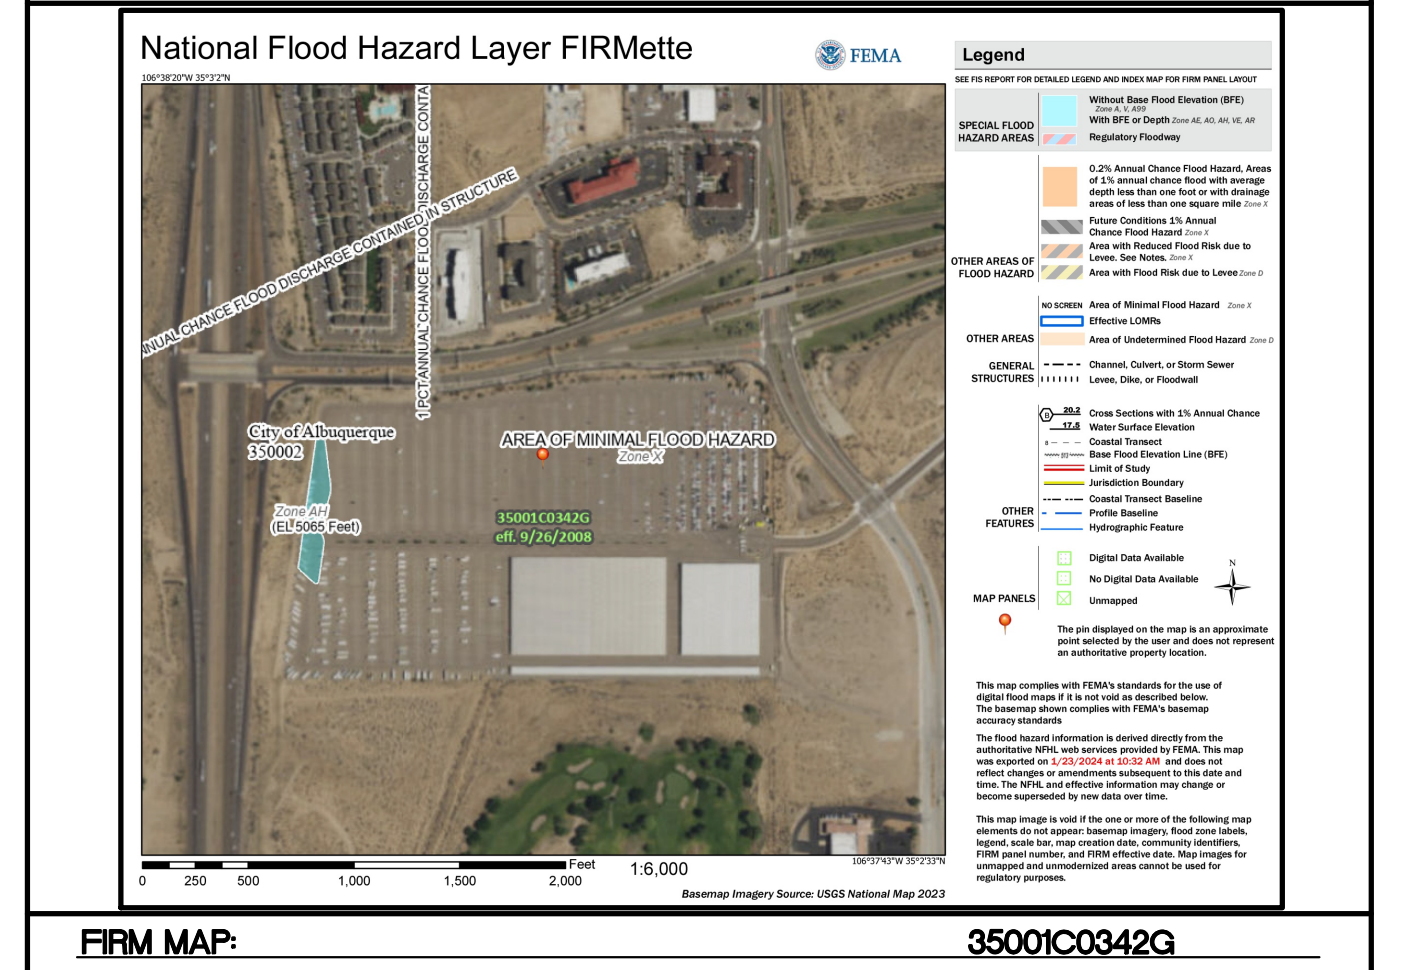 National Flood Hazard Layer FIRMette
FEMA
106°38'20"W 35°3'2"N
1 PCT ANNUAL CHANCE FLOOD DISCHARGE CONTA
NNUAL CHANCE FLOOD DISCHARGE CONTAINED IN STRUCTURE
City of Albuquerque
350002
AREA OF MINIMAL FLOOD HAZARD
Zone X
Zone AH
(EL 5065 Feet)
35001C0342G
eff. 9/26/2008
106°37'43"W 35°2'33"N
Feet
0 250 500 1,000 1,500 2,000
1:6,000
Basemap Imagery Source: USGS National Map 2023
Legend
SEE FIS REPORT FOR DETAILED LEGEND AND INDEX MAP FOR FIRM PANEL LAYOUT
SPECIAL FLOOD
HAZARD AREAS
Without Base Flood Elevation (BFE)
Zone A, V, A99
With BFE or Depth Zone AE, AO, AH, VE, AR
Regulatory Floodway
OTHER AREAS OF
FLOOD HAZARD
0.2% Annual Chance Flood Hazard, Areas
of 1% annual chance flood with average
depth less than one foot or with drainage
areas of less than one square mile Zone X
Future Conditions 1% Annual
Chance Flood Hazard Zone X
Area with Reduced Flood Risk due to
Levee. See Notes. Zone X
Area with Flood Risk due to Levee Zone D
OTHER AREAS
NO SCREEN Area of Minimal Flood Hazard Zone X
Effective LOMRs
Area of Undetermined Flood Hazard Zone D
GENERAL
STRUCTURES
Channel, Culvert, or Storm Sewer
Levee, Dike, or Floodwall
OTHER
FEATURES
B 20.2 Cross Sections with 1% Annual Chance
17.5 Water Surface Elevation
8 Coastal Transect
513 Base Flood Elevation Line (BFE)
Limit of Study
Jurisdiction Boundary
Coastal Transect Baseline
Profile Baseline
Hydrographic Feature
MAP PANELS
Digital Data Available
No Digital Data Available
Unmapped
N
The pin displayed on the map is an approximate
point selected by the user and does not represent
an authoritative property location.
This map complies with FEMA's standards for the use of
digital flood maps if it is not void as described below.
The basemap shown complies with FEMA's basemap
accuracy standards
The flood hazard information is derived directly from the
authoritative NFHL web services provided by FEMA. This map
was exported on 1/23/2024 at 10:32 AM and does not
reflect changes or amendments subsequent to this date and
time. The NFHL and effective information may change or
become superseded by new data over time.
This map image is void if the one or more of the following map
elements do not appear: basemap imagery, flood zone labels,
legend, scale bar, map creation date, community identifiers,
FIRM panel number, and FIRM effective date. Map images for
unmapped and unmodernized areas cannot be used for
regulatory purposes.
FIRM MAP: 35001C0342G